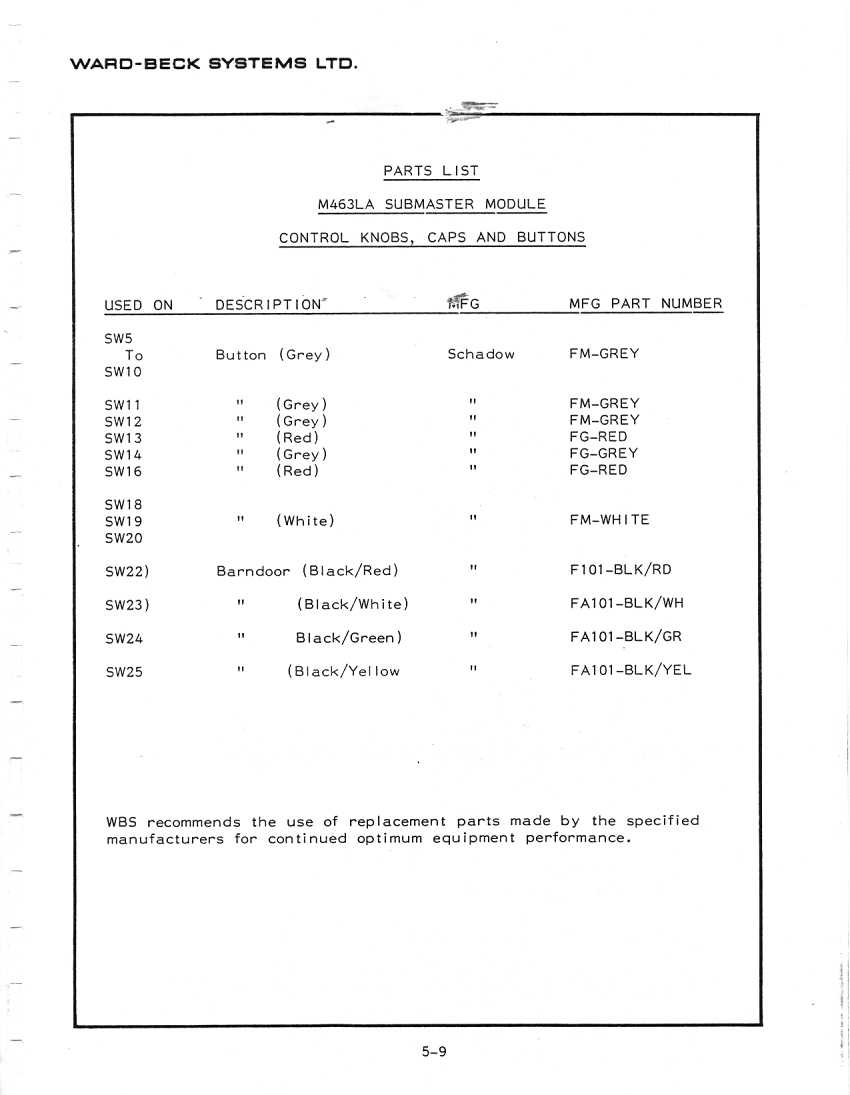 WARD-BECK SYSTEMS LTD.
PARTS LIST
M463LA SUBMASTER MODULE
CONTROL KNOBS, CAPS AND BUTTONS
USED ON DESCRIPTION MFG MFG PART NUMBER
SW5
To Button (Grey) Schadow FM-GREY
SW10
SW11 " (Grey) " FM-GREY
SW12 " (Grey) " FM-GREY
SW13 " (Red) " FG-RED
SW14 " (Grey) " FG-GREY
SW16 " (Red) " FG-RED
SW18
SW19 " (White) " FM-WHITE
SW20
SW22) Barndoor (Black/Red) " F101-BLK/RD
SW23) " (Black/White) " FA101-BLK/WH
SW24 " Black/Green) " FA101-BLK/GR
SW25 " (Black/Yellow " FA101-BLK/YEL
WBS recommends the use of replacement parts made by the specified
manufacturers for continued optimum equipment performance.
5-9